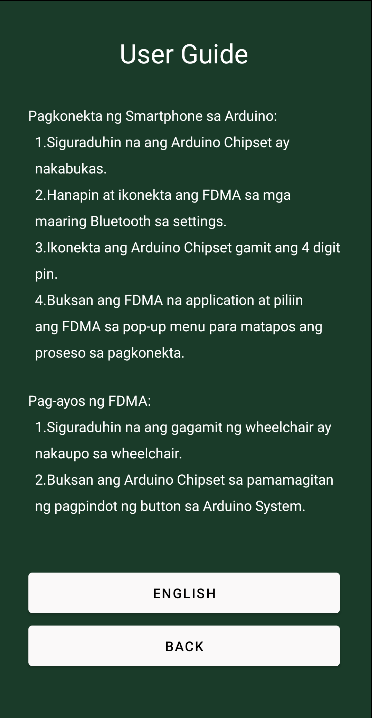 User Guide
Pagkonekta ng Smartphone sa Arduino:
1.Siguraduhin na ang Arduino Chipset ay
nakabukas.
2.Hanapin at ikonekta ang FDMA sa mga
maaring Bluetooth sa settings.
3.Ikonekta ang Arduino Chipset gamit ang 4 digit
pin.
4.Buksan ang FDMA na application at piliin
ang FDMA sa pop-up menu para matapos ang
proseso sa pagkonekta.
Pag-ayos ng FDMA:
1.Siguraduhin na ang gagamit ng wheelchair ay
nakaupo sa wheelchair.
2.Buksan ang Arduino Chipset sa pamamagitan
ng pagpindot ng button sa Arduino System.
ENGLISH
BACK